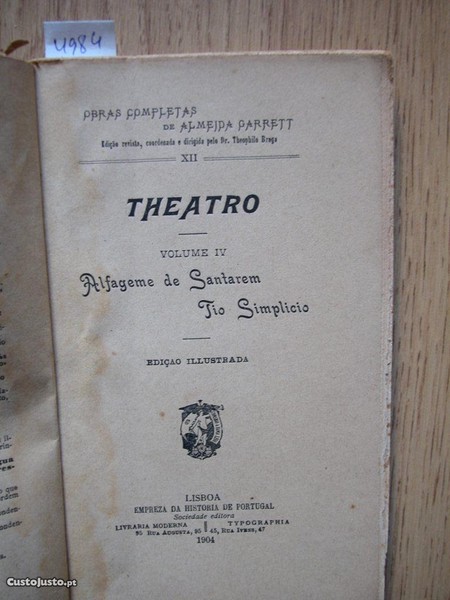 4984
OBRAS COMPLETAS
DE ALMEIDA GARRETT
Edição revista, coordenada e dirigida pelo Dr. Theophilo Braga
XII
THEATRO
VOLUME IV
Alfageme de Santarem
Tio Simplicio
EDIÇÃO ILLUSTRADA
LISBOA
EMPREZA DA HISTORIA DE PORTUGAL
Sociedade editora
LIVRARIA MODERNA TYPOGRAPHIA
95 RUA AUGUSTA, 95 45, RUA IVENS, 47
1904
CustoJusto.pt